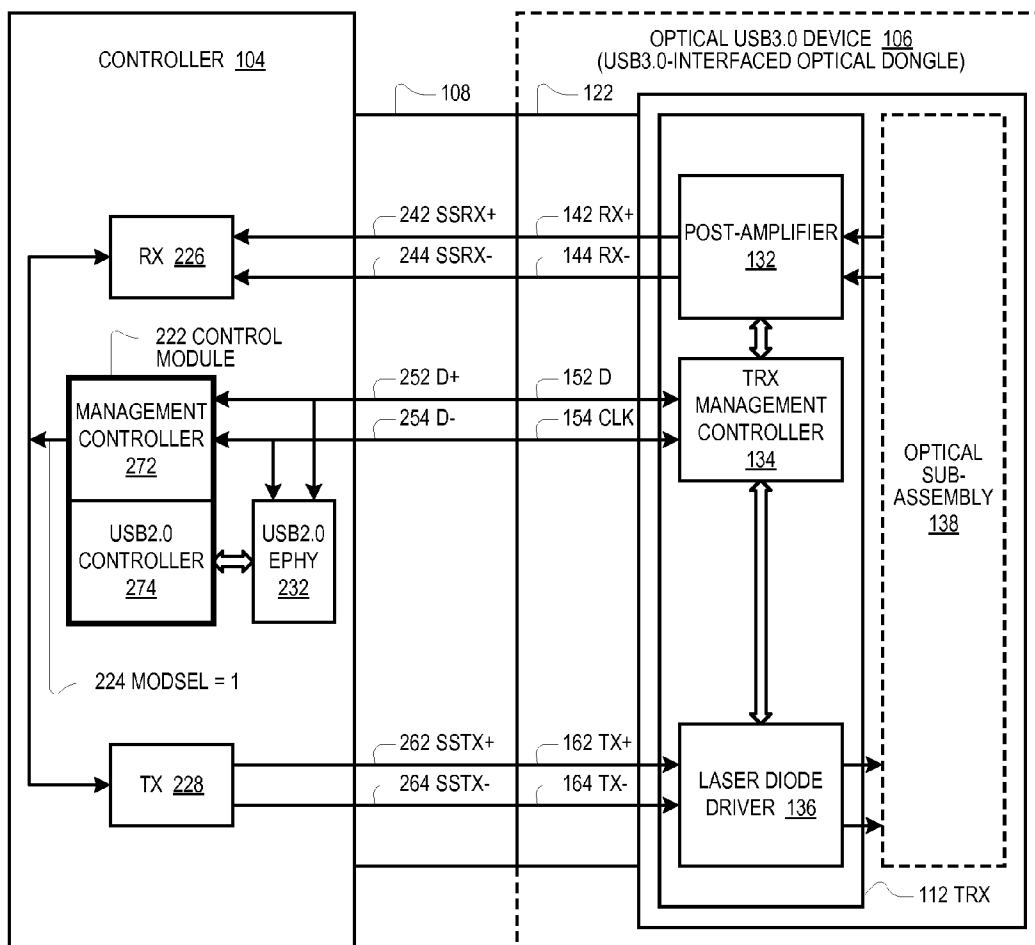 CONTROLLER 104
OPTICAL USB3.0 DEVICE 106
(USB3.0-INTERFACED OPTICAL DONGLE)
108
122
242 SSRX+
142 RX+
244 SSRX-
144 RX-
RX 226
POST-AMPLIFIER
132
222 CONTROL
MODULE
252 D+
152 D
254 D-
154 CLK
MANAGEMENT
CONTROLLER
272
TRX
MANAGEMENT
CONTROLLER
134
OPTICAL
SUB-
ASSEMBLY
138
USB2.0
CONTROLLER
274
USB2.0
EPHY
232
224 MODSEL = 1
262 SSTX+
162 TX+
264 SSTX-
164 TX-
TX 228
LASER DIODE
DRIVER 136
112 TRX